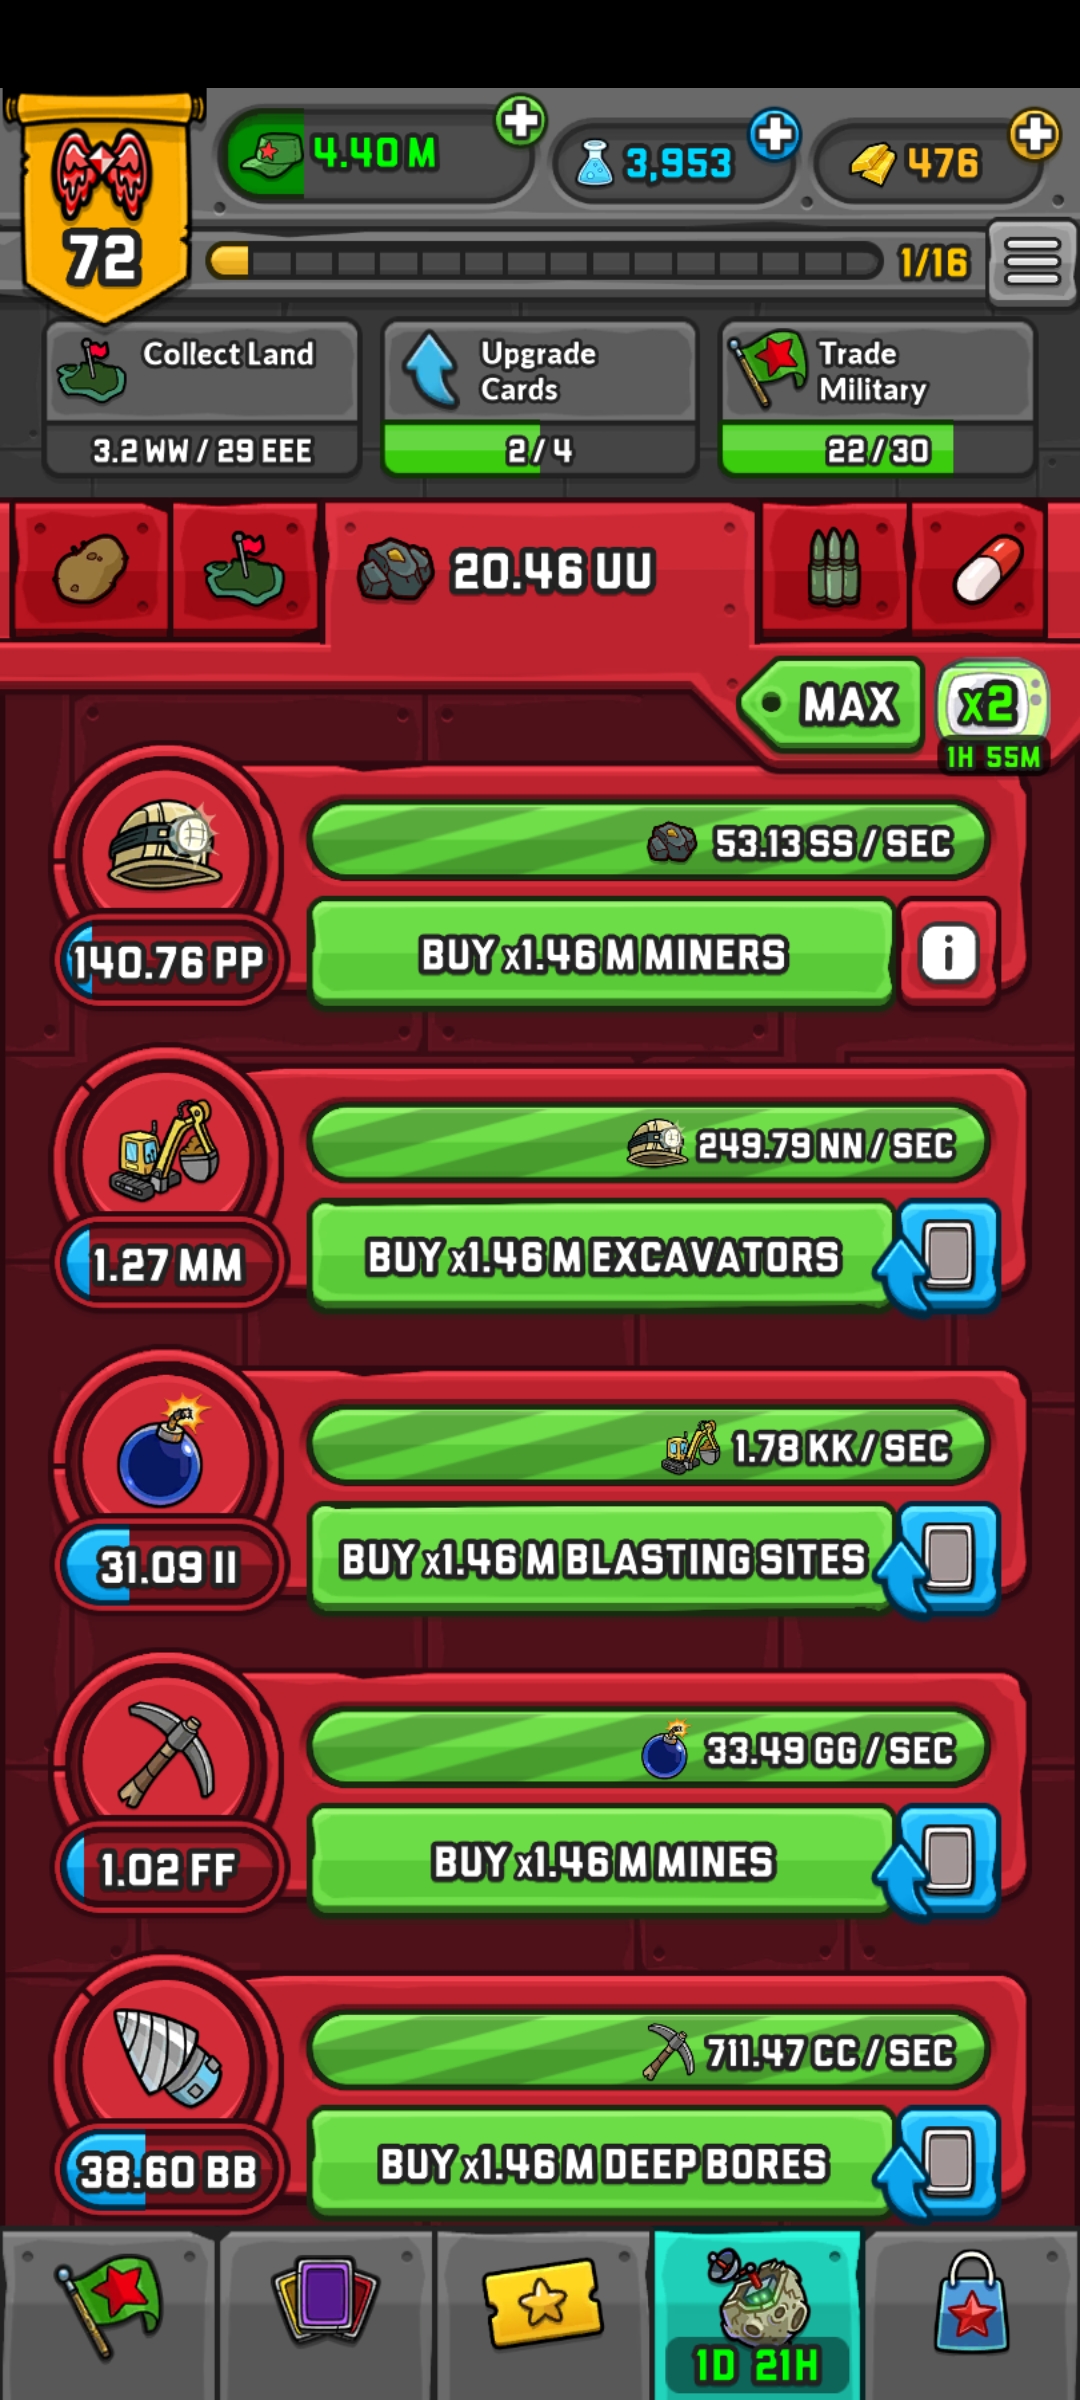 4.40 M
3,953
476
72
1/16
Collect Land
3.2 WW / 29 EEE
Upgrade
Cards
2 / 4
Trade
Military
22 / 30
20.46 UU
MAX
x2
1H 55M
53.13 SS / SEC
140.76 PP
BUY x1.46 M MINERS
i
249.79 NN / SEC
1.27 MM
BUY x1.46 M EXCAVATORS
1.78 KK / SEC
31.09 II
BUY x1.46 M BLASTING SITES
33.49 GG / SEC
1.02 FF
BUY x1.46 M MINES
711.47 CC / SEC
38.60 BB
BUY x1.46 M DEEP BORES
1D 21H